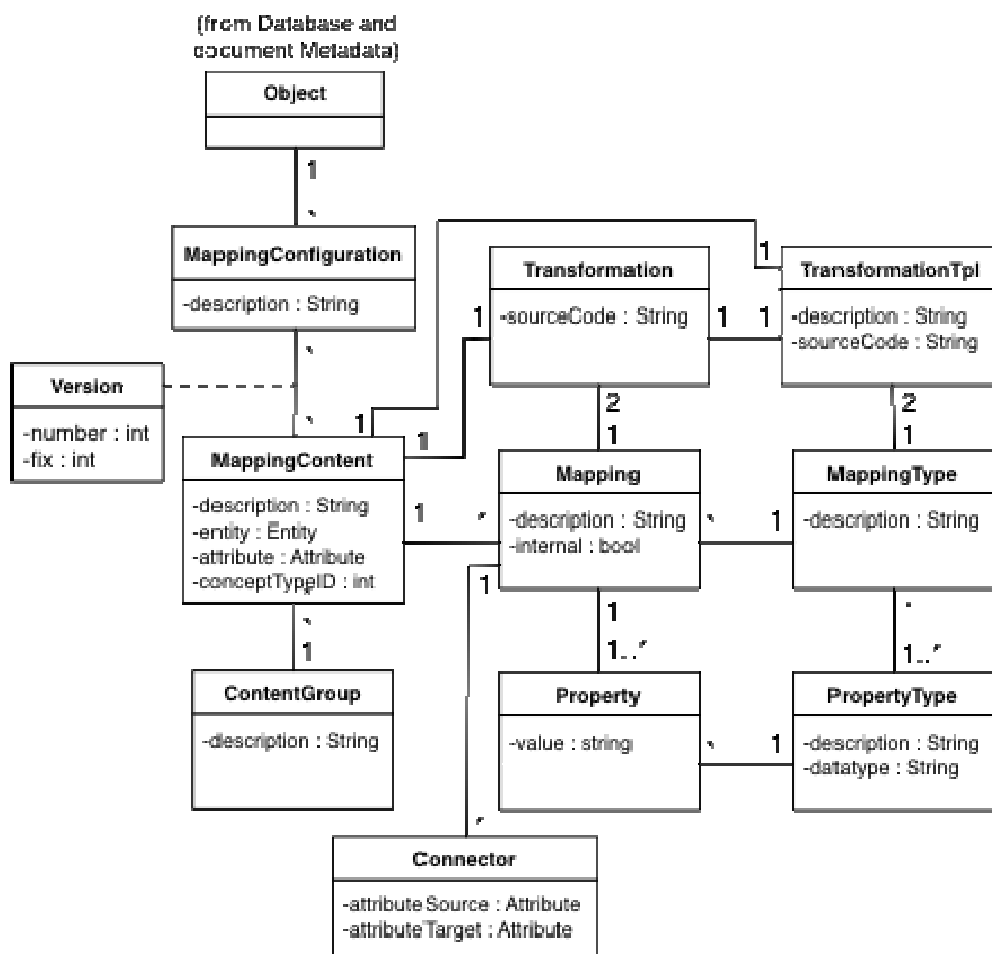 (from Database and
document Metadata)
Object
1
*
MappingConfiguration
-description : String
*
Version
-number : int
-fix : int
*
MappingContent
-description : String
-entity : Entity
-attribute : Attribute
-conceptTypeID : int
*
1
ContentGroup
-description : String
1
1
1
1
Transformation
-sourceCode : String
1
1
TransformationTpl
-description : String
-sourceCode : String
2
1
2
1
1
*
Mapping
-description : String
-internal : bool
*
1
MappingType
-description : String
1
1
1..*
*
1..*
Property
-value : string
*
1
PropertyType
-description : String
-datatype : String
*
Connector
-attributeSource : Attribute
-attributeTarget : Attribute